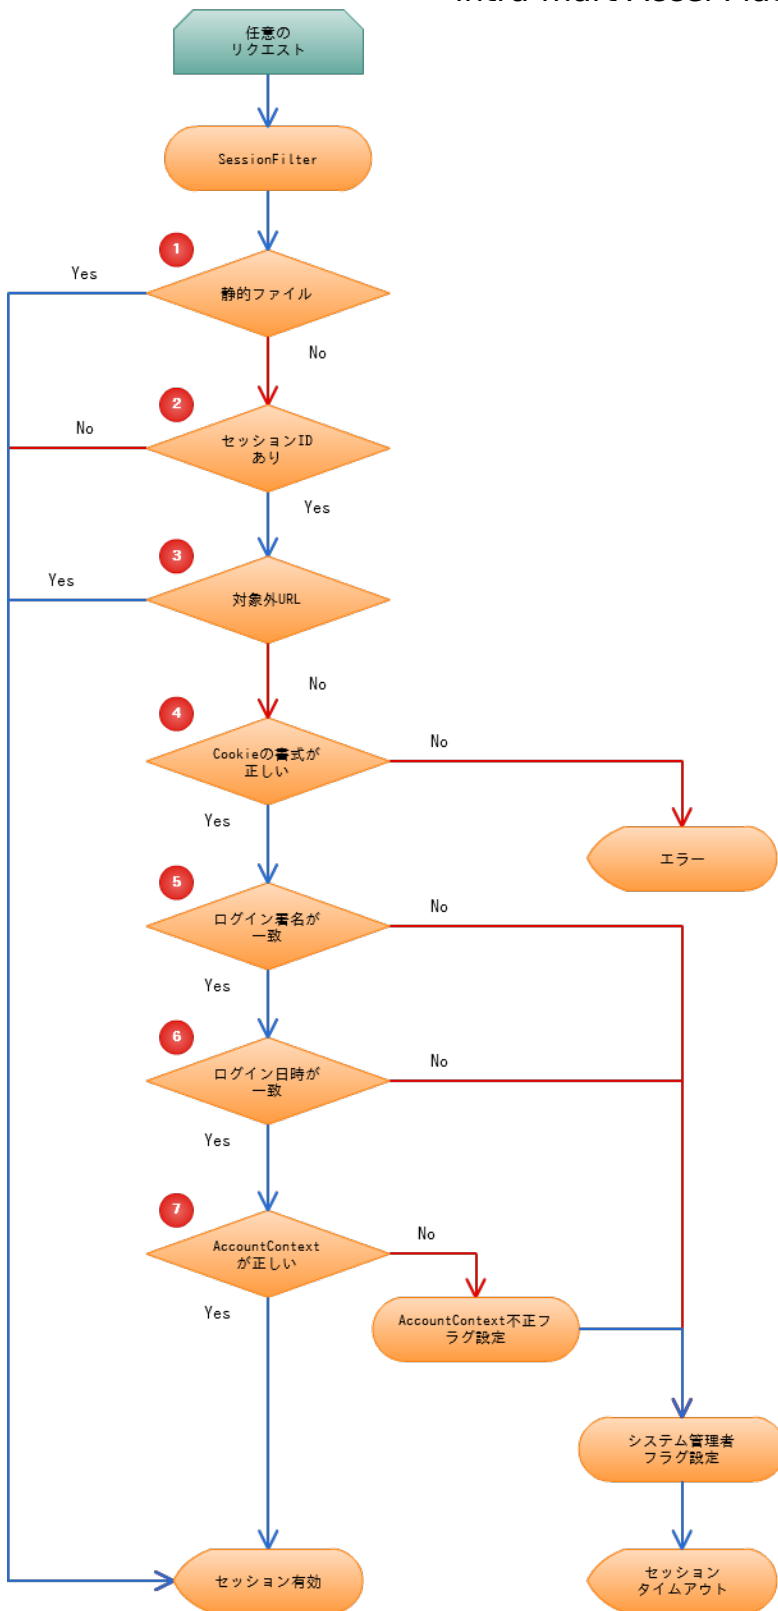 任意の
リクエスト
SessionFilter
1
静的ファイル
Yes
No
2
セッションID
あり
No
Yes
3
対象外URL
Yes
No
4
Cookieの書式が
正しい
No
Yes
エラー
5
ログイン署名が
一致
No
Yes
6
ログイン日時が
一致
No
Yes
7
AccountContext
が正しい
No
Yes
AccountContext不正フ
ラグ設定
システム管理者
フラグ設定
セッション有効
セッション
タイムアウト